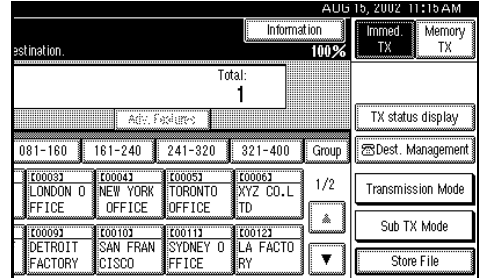 AUG 15, 2002 11:15AM
Information
Immed. TX
Memory TX
estination.
100%
Total:
1
Adv. Features
TX status display
081-160
161-240
241-320
321-400
Group
Dest. Management
[0003]
LONDON O
FFICE
[0004]
NEW YORK
OFFICE
[0005]
TORONTO
OFFICE
[0006]
XYZ CO.L
TD
1/2
Transmission Mode
Sub TX Mode
[0009]
DETROIT
FACTORY
[0010]
SAN FRAN
CISCO
[0011]
SYDNEY O
FFICE
[0012]
LA FACTO
RY
Store File